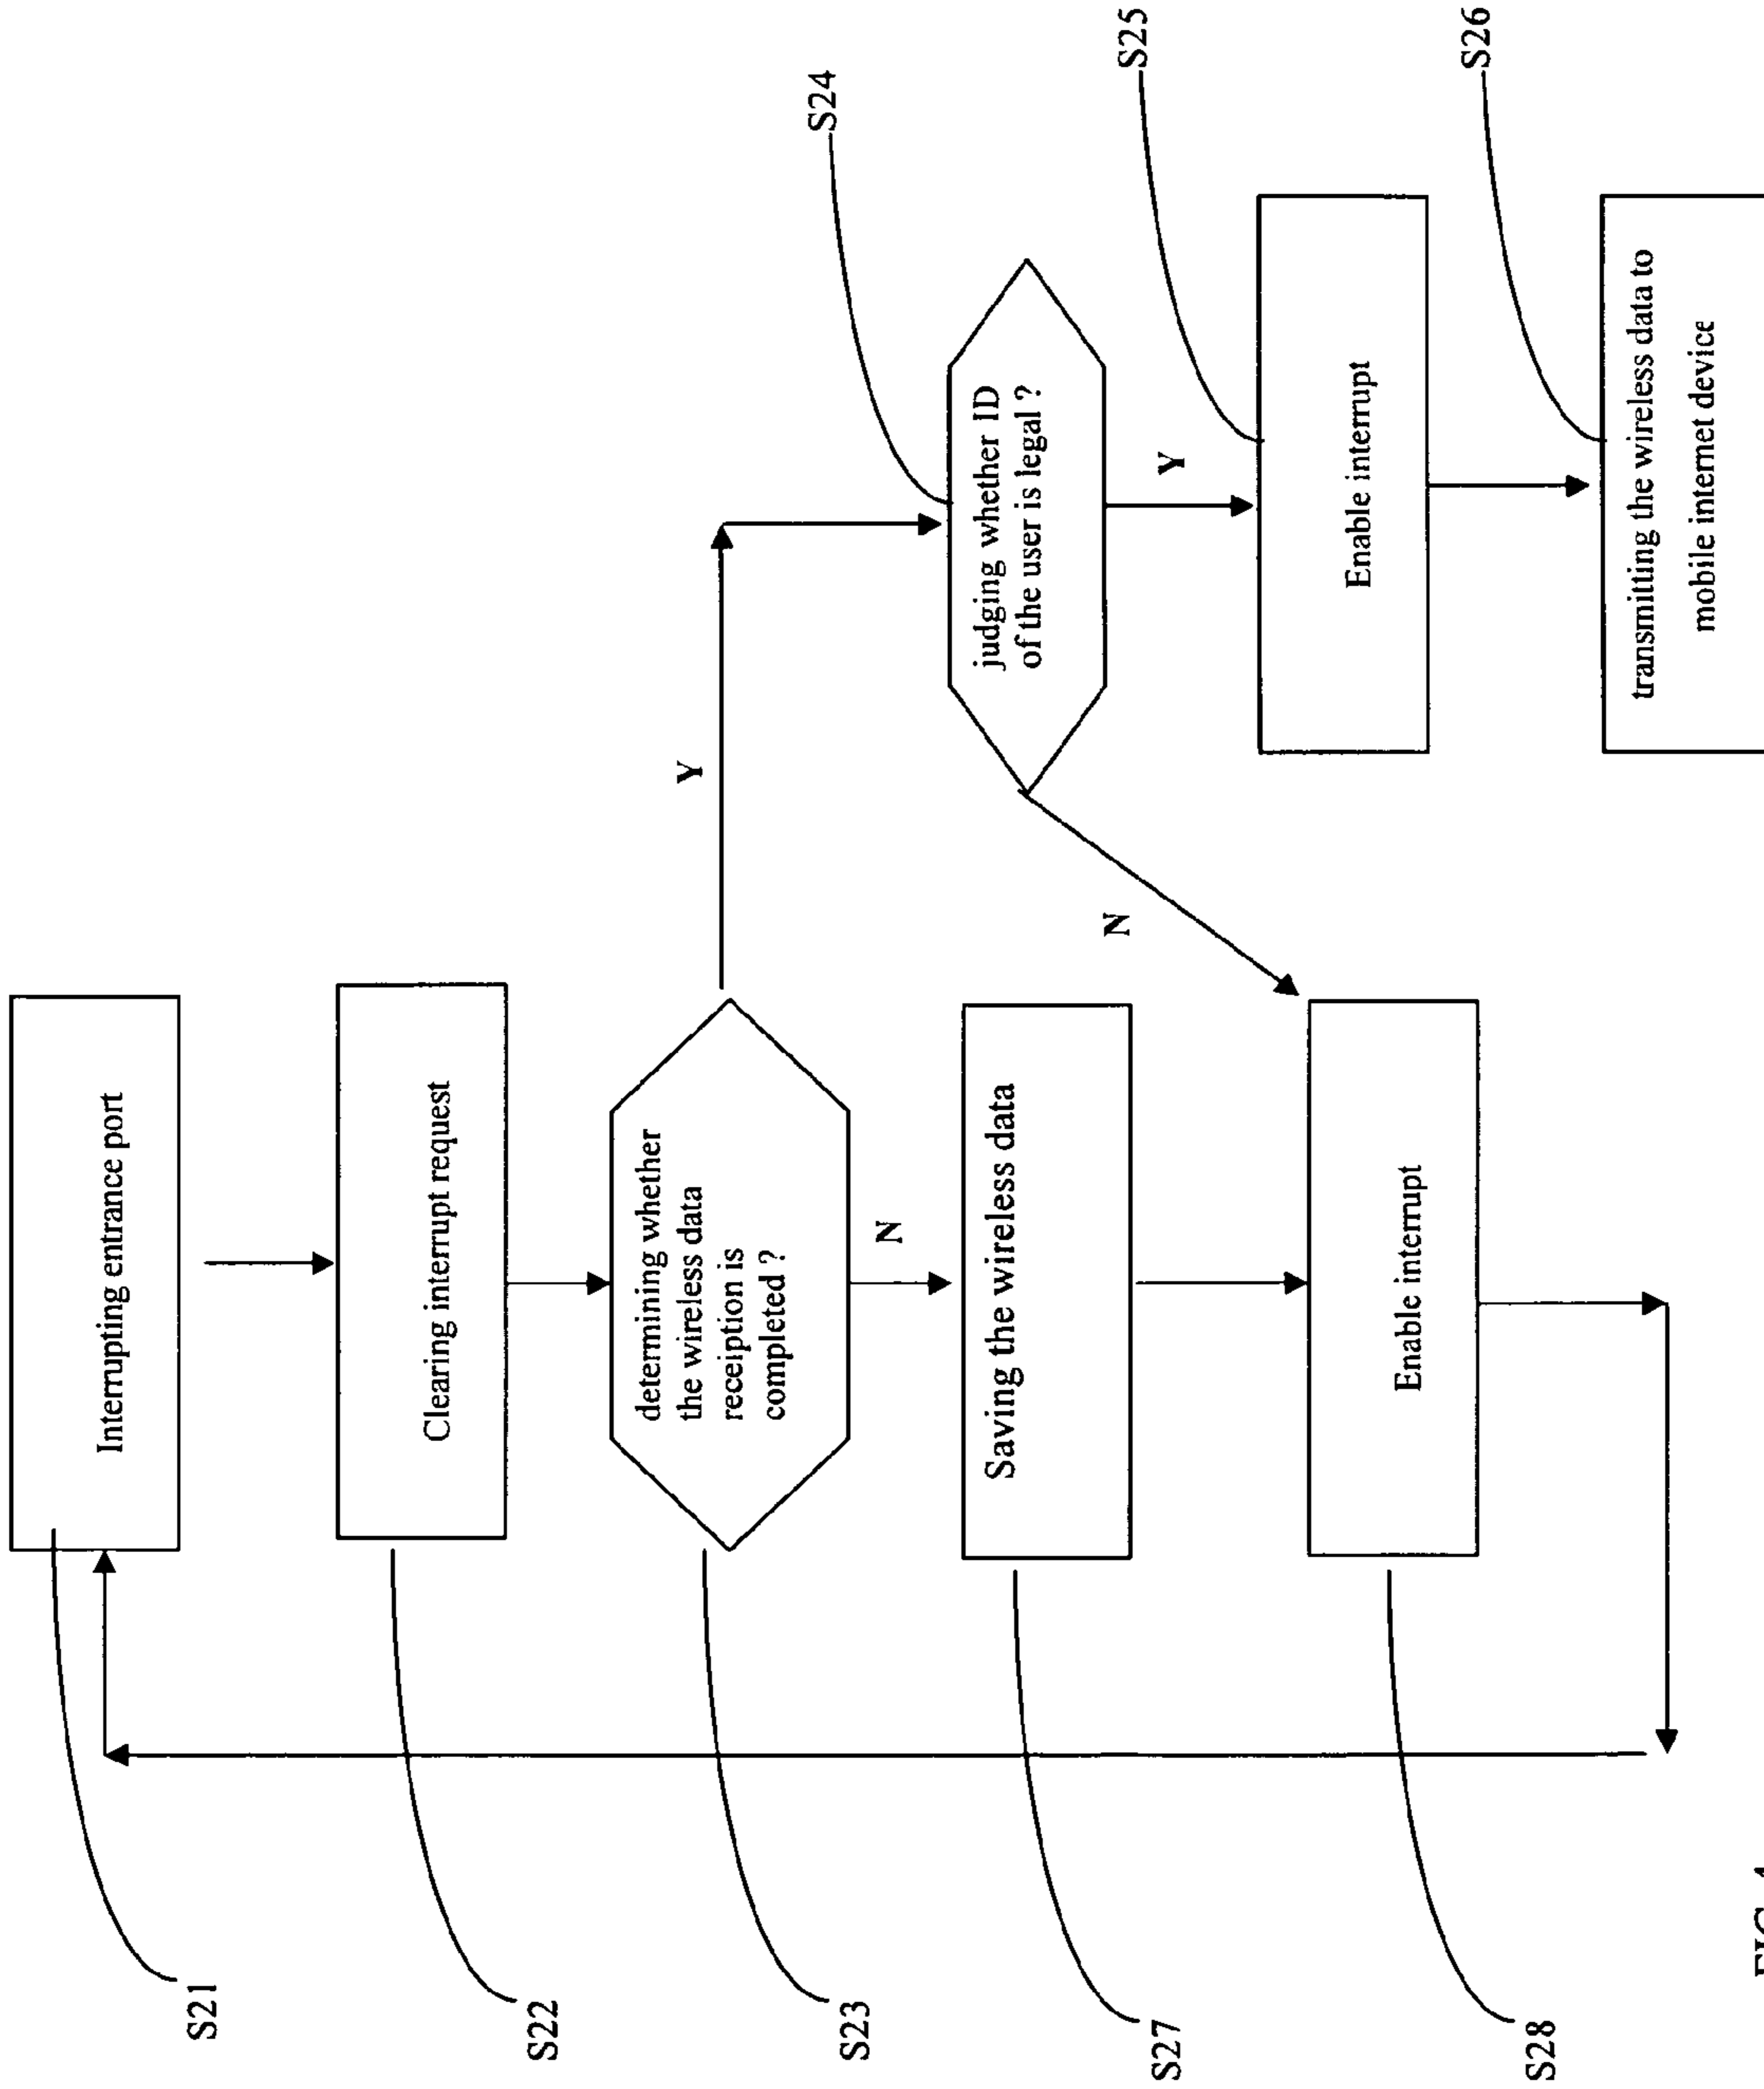 S21
Interrupting entrance port
S22
Clearing interrupt request
S23
determining whether
the wireless data
receiption is
completed ?
Y
N
S24
judging whether ID
of the user is legal ?
Y
N
S25
Enable interrupt
S26
transmitting the wireless data to
mobile internet device
S27
Saving the wireless data
S28
Enable interrupt